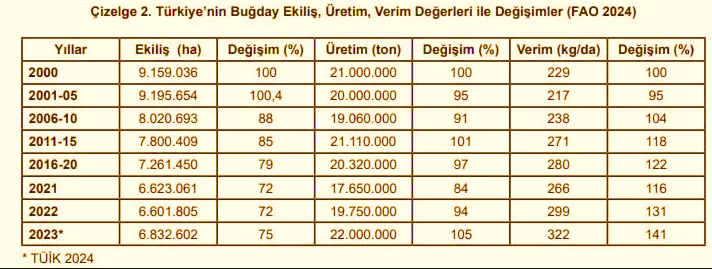 Çizelge 2. Türkiye'nin Buğday Ekiliş, Üretim, Verim Değerleri ile Değişimler (FAO 2024)
Yıllar Ekiliş (ha) Değişim (%) Üretim (ton) Değişim (%) Verim (kg/da) Değişim (%)
2000 9.159.036 100 21.000.000 100 229 100
2001-05 9.195.654 100,4 20.000.000 95 217 95
2006-10 8.020.693 88 19.060.000 91 238 104
2011-15 7.800.409 85 21.110.000 101 271 118
2016-20 7.261.450 79 20.320.000 97 280 122
2021 6.623.061 72 17.650.000 84 266 116
2022 6.601.805 72 19.750.000 94 299 131
2023* 6.832.602 75 22.000.000 105 322 141
* TÜİK 2024